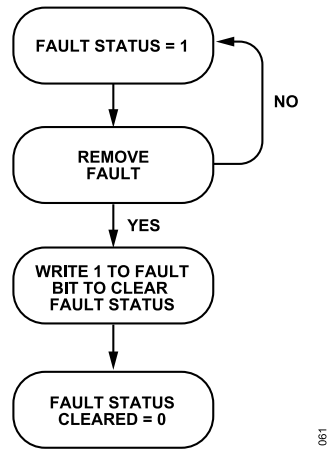 FAULT STATUS = 1
NO
REMOVE
FAULT
YES
WRITE 1 TO FAULT
BIT TO CLEAR
FAULT STATUS
FAULT STATUS
CLEARED = 0
061